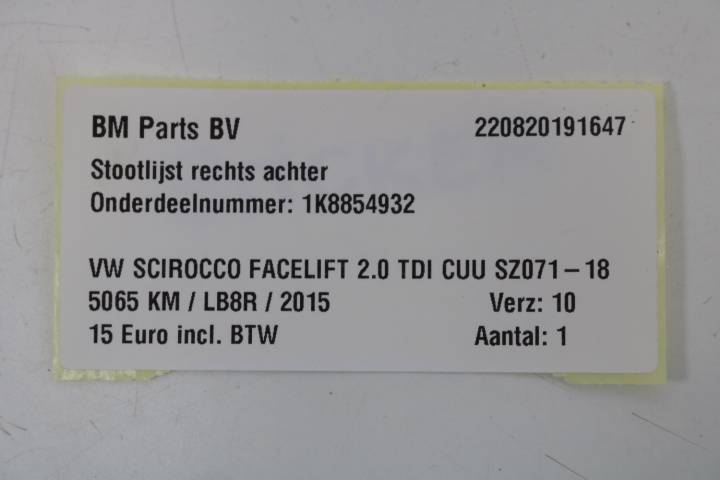 BM Parts BV 220820191647
Stootlijst rechts achter
Onderdeelnummer: 1K8854932
VW SCIROCCO FACELIFT 2.0 TDI CUU SZ071-18
5065 KM / LB8R / 2015 Verz: 10
15 Euro incl. BTW Aantal: 1